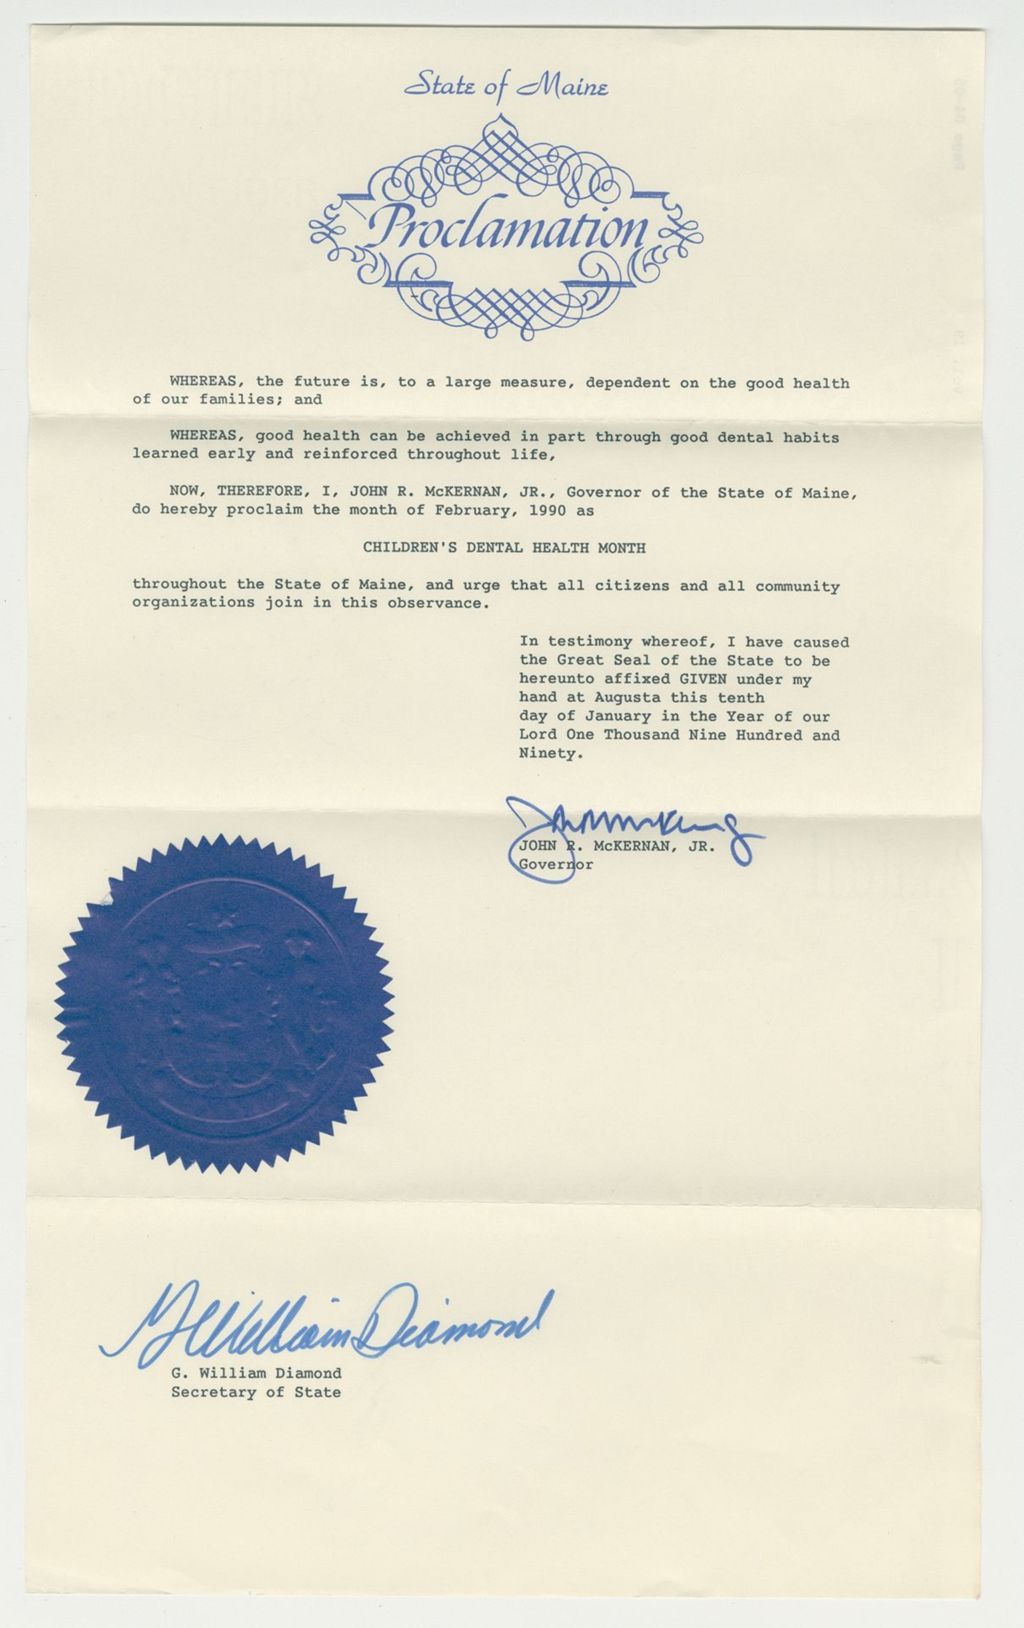 State of Maine
Proclamation
WHEREAS, the future is, to a large measure, dependent on the good health
of our families; and
WHEREAS, good health can be achieved in part through good dental habits
learned early and reinforced throughout life,
NOW, THEREFORE, I, JOHN R. McKERNAN, JR., Governor of the State of Maine,
do hereby proclaim the month of February, 1990 as
CHILDREN'S DENTAL HEALTH MONTH
throughout the State of Maine, and urge that all citizens and all community
organizations join in this observance.
In testimony whereof, I have caused
the Great Seal of the State to be
hereunto affixed GIVEN under my
hand at Augusta this tenth
day of January in the Year of our
Lord One Thousand Nine Hundred and
Ninety.
JOHN R. McKERNAN, JR.
Governor
G William Diamond
G. William Diamond
Secretary of State